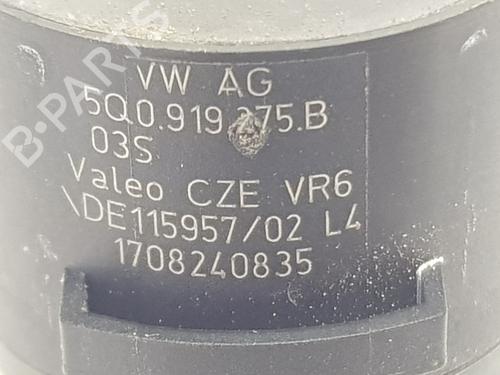 VW AG
5Q0.919.275.B
03S
Valeo CZE VR6
\DE115957/02 L4
1708240835
B-Parts